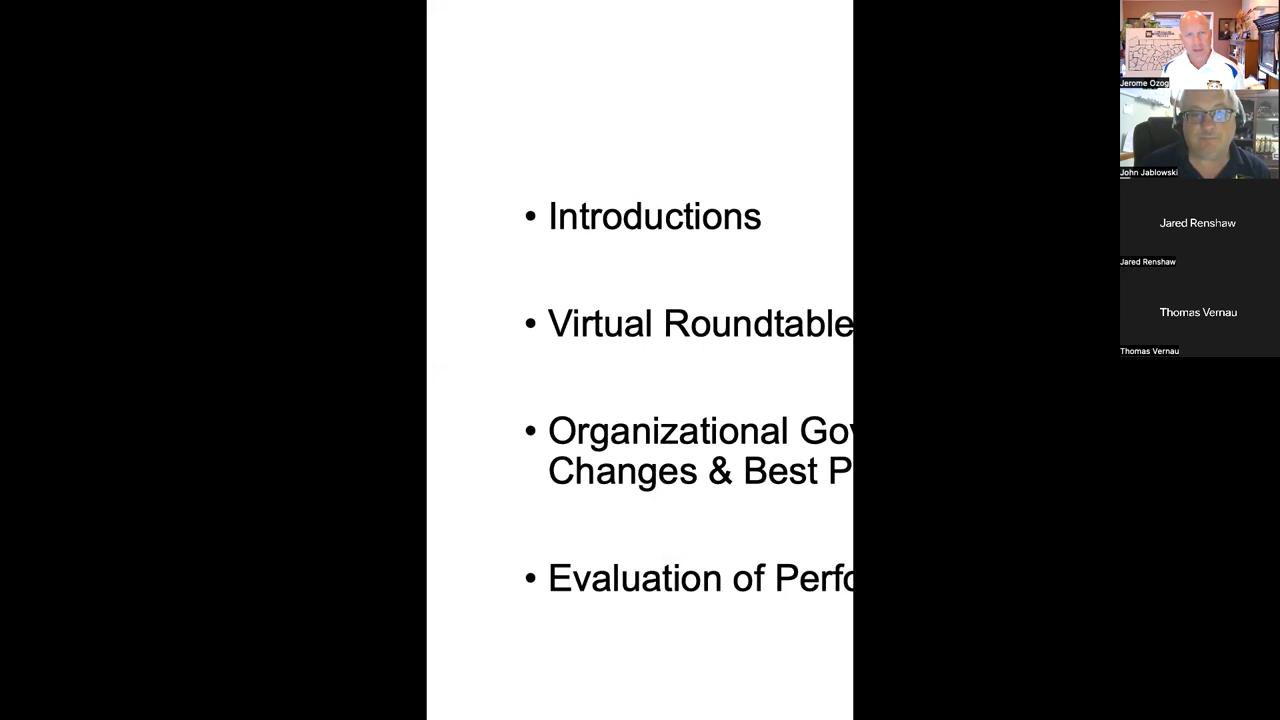 • Introductions
• Virtual Roundtable
• Organizational Gov
Changes & Best P
• Evaluation of Perfo
Jerome Ozog
John Jablowski
Jared Renshaw
Jared Renshaw
Thomas Vernau
Thomas Vernau